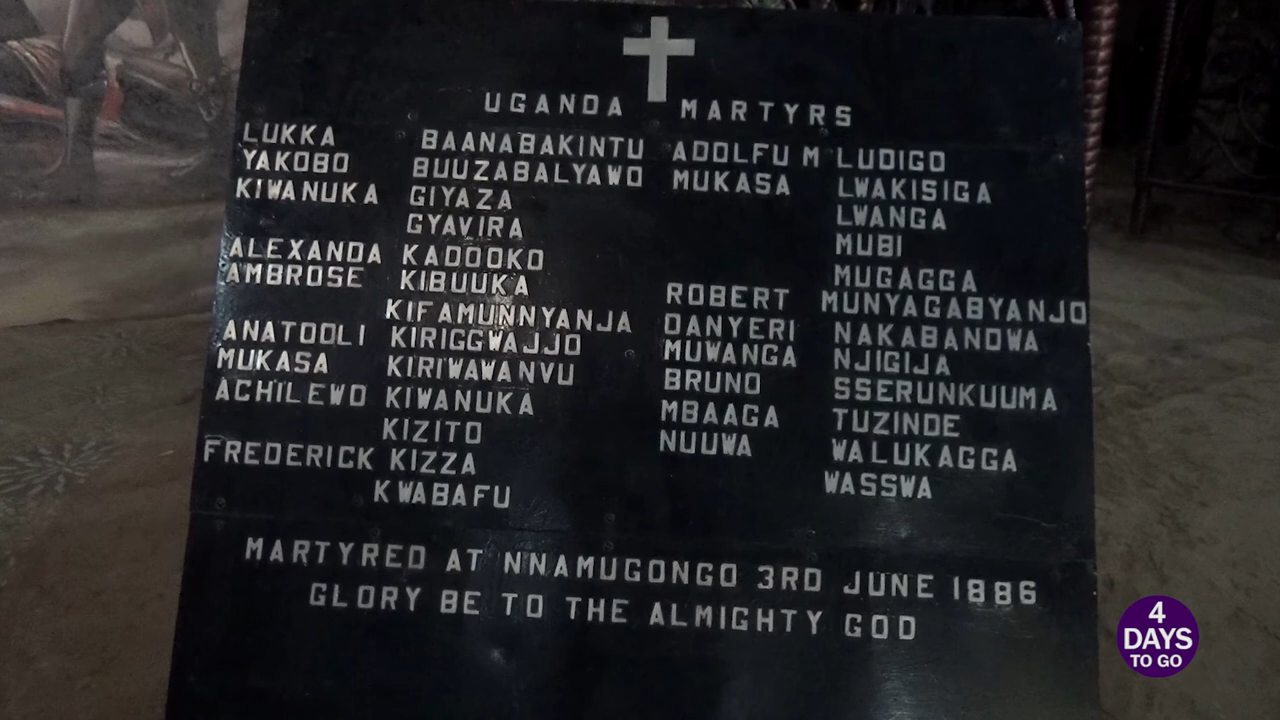 UGANDA MARTYRS
LUKKA BAANABAKINTU
YAKOBO BUUZABALYAWO
KIWANUKA GIYAZA
GYAVIRA
ALEXANDA KADOOKO
AMBROSE KIBUUKA
KIFAMUNNYANJA
ANATOOLI KIRIGGWAJJO
MUKASA KIRIWAWANVU
ACHILEWO KIWANUKA
KIZITO
FREDERICK KIZZA
KWABAFU
ADOLFU M LUDIGO
MUKASA LWAKISIGA
LWANGA
MUBI
MUGAGGA
ROBERT MUNYAGABYANJO
DANYERI NAKABANDWA
MUWANGA NJIGIJA
BRUNO SSERUNKUUMA
MBAAGA TUZINDE
NUUWA WALUKAGGA
WASSWA
MARTYRED AT NNAMUGONGO 3RD JUNE 1886
GLORY BE TO THE ALMIGHTY GOD
4
DAYS
TO GO